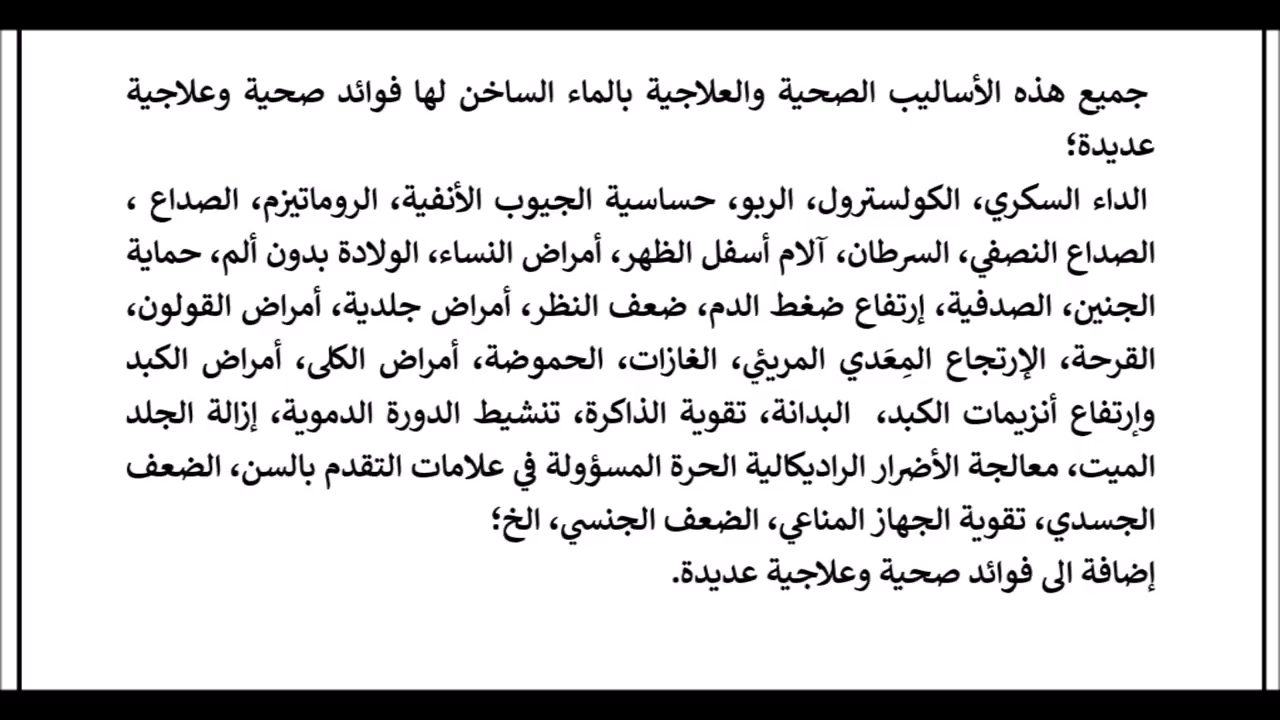 جميع هذه الأساليب الصحية والعلاجية بالماء الساخن لها فوائد صحية وعلاجية
عديدة؛
الداء السكري، الكولسترول، الربو، حساسية الجيوب الأنفية، الروماتيزم، الصداع ،
الصداع النصفي، السرطان، آلام أسفل الظهر، أمراض النساء، الولادة بدون ألم، حماية
الجنين، الصدفية، إرتفاع ضغط الدم، ضعف النظر، أمراض جلدية، أمراض القولون،
القرحة، الإرتجاع المِعَدي المريئي، الغازات، الحموضة، أمراض الكلى، أمراض الكبد
وإرتفاع أنزيمات الكبد، البدانة، تقوية الذاكرة، تنشيط الدورة الدموية، إزالة الجلد
الميت، معالجة الأضرار الراديكالية الحرة المسؤولة في علامات التقدم بالسن، الضعف
الجسدي، تقوية الجهاز المناعي، الضعف الجنسي، الخ؛
إضافة الى فوائد صحية وعلاجية عديدة.